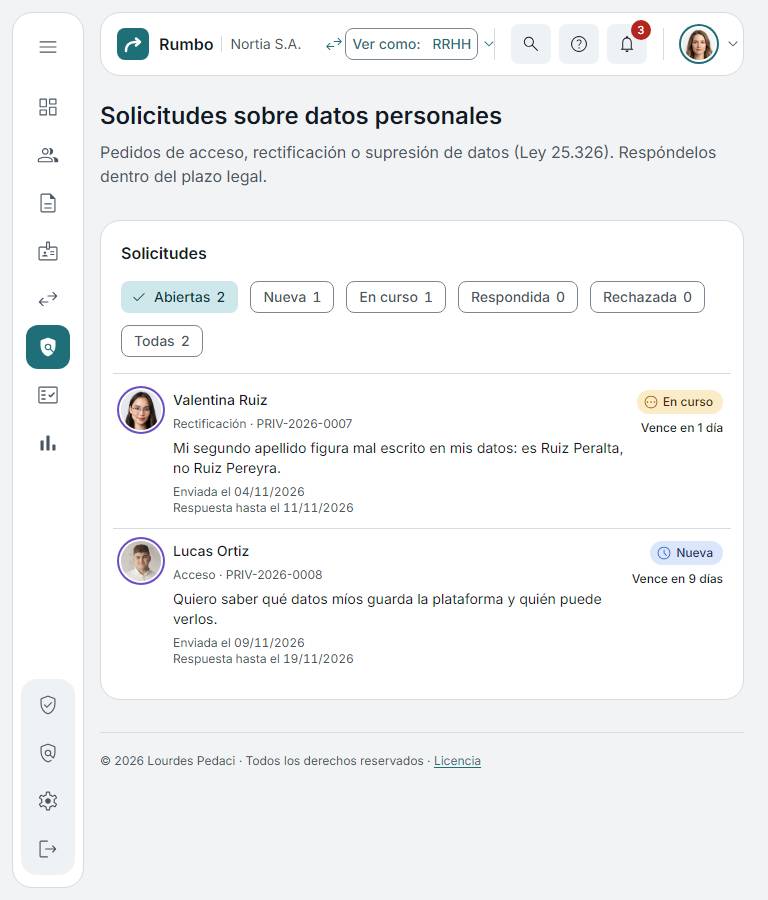 Rumbo Nortia S.A. Ver como: RRHH 3
Solicitudes sobre datos personales
Pedidos de acceso, rectificación o supresión de datos (Ley 25.326). Respóndelos
dentro del plazo legal.
Solicitudes
Abiertas 2 Nueva 1 En curso 1 Respondida 0 Rechazada 0
Todas 2
Valentina Ruiz En curso
Rectificación · PRIV-2026-0007 Vence en 1 día
Mi segundo apellido figura mal escrito en mis datos: es Ruiz Peralta,
no Ruiz Pereyra.
Enviada el 04/11/2026
Respuesta hasta el 11/11/2026
Lucas Ortiz Nueva
Acceso · PRIV-2026-0008 Vence en 9 días
Quiero saber qué datos míos guarda la plataforma y quién puede
verlos.
Enviada el 09/11/2026
Respuesta hasta el 19/11/2026
© 2026 Lourdes Pedaci · Todos los derechos reservados · Licencia